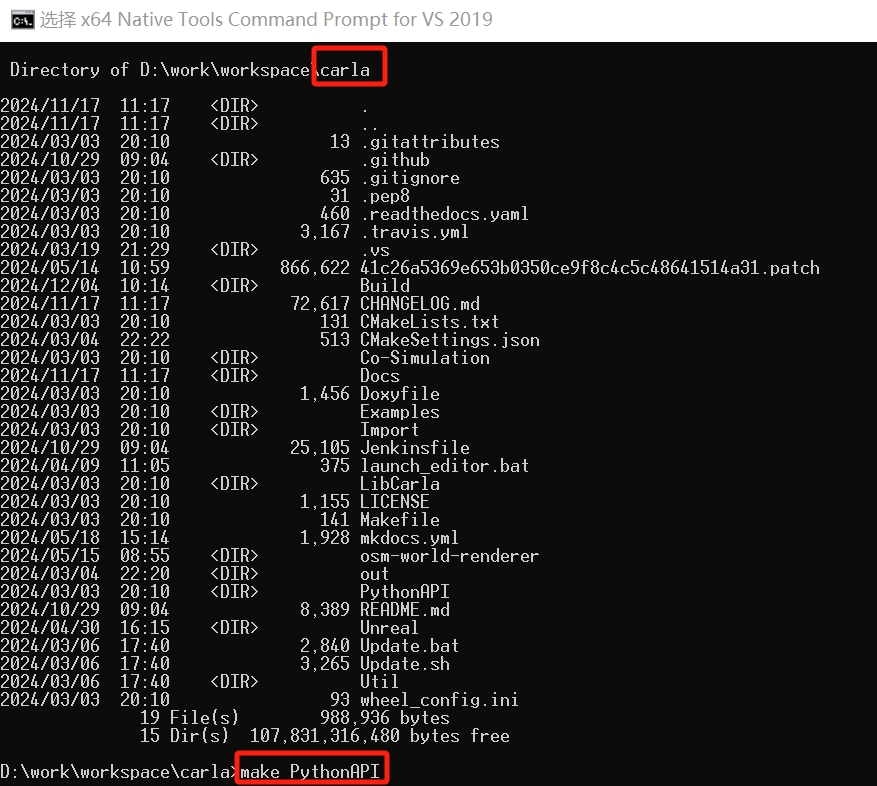 选择 x64 Native Tools Command Prompt for VS 2019
Directory of D:\work\workspace\carla
2024/11/17 11:17 <DIR> .
2024/11/17 11:17 <DIR> ..
2024/03/03 20:10 13 .gitattributes
2024/10/29 09:04 <DIR> .github
2024/03/03 20:10 635 .gitignore
2024/03/03 20:10 31 .pep8
2024/03/03 20:10 460 .readthedocs.yaml
2024/03/03 20:10 3,167 .travis.yml
2024/03/19 21:29 <DIR> .vs
2024/05/14 10:59 866,622 41c26a5369e653b0350ce9f8c4c5c48641514a31.patch
2024/12/04 10:14 <DIR> Build
2024/11/17 11:17 72,617 CHANGELOG.md
2024/03/03 20:10 131 CMakeLists.txt
2024/03/04 22:22 513 CMakeSettings.json
2024/03/03 20:10 <DIR> Co-Simulation
2024/11/17 11:17 <DIR> Docs
2024/03/03 20:10 1,456 Doxyfile
2024/03/03 20:10 <DIR> Examples
2024/03/03 20:10 <DIR> Import
2024/10/29 09:04 25,105 Jenkinsfile
2024/04/09 11:05 375 launch_editor.bat
2024/03/03 20:10 <DIR> LibCarla
2024/03/03 20:10 1,155 LICENSE
2024/03/03 20:10 141 Makefile
2024/05/18 15:14 1,928 mkdocs.yml
2024/05/15 08:55 <DIR> osm-world-renderer
2024/03/04 22:20 <DIR> out
2024/03/03 20:10 <DIR> PythonAPI
2024/10/29 09:04 8,389 README.md
2024/04/30 16:15 <DIR> Unreal
2024/03/06 17:40 2,840 Update.bat
2024/03/06 17:40 3,265 Update.sh
2024/03/06 17:40 <DIR> Util
2024/03/03 20:10 93 wheel_config.ini
19 File(s) 988,936 bytes
15 Dir(s) 107,831,316,480 bytes free
D:\work\workspace\carla>make PythonAPI